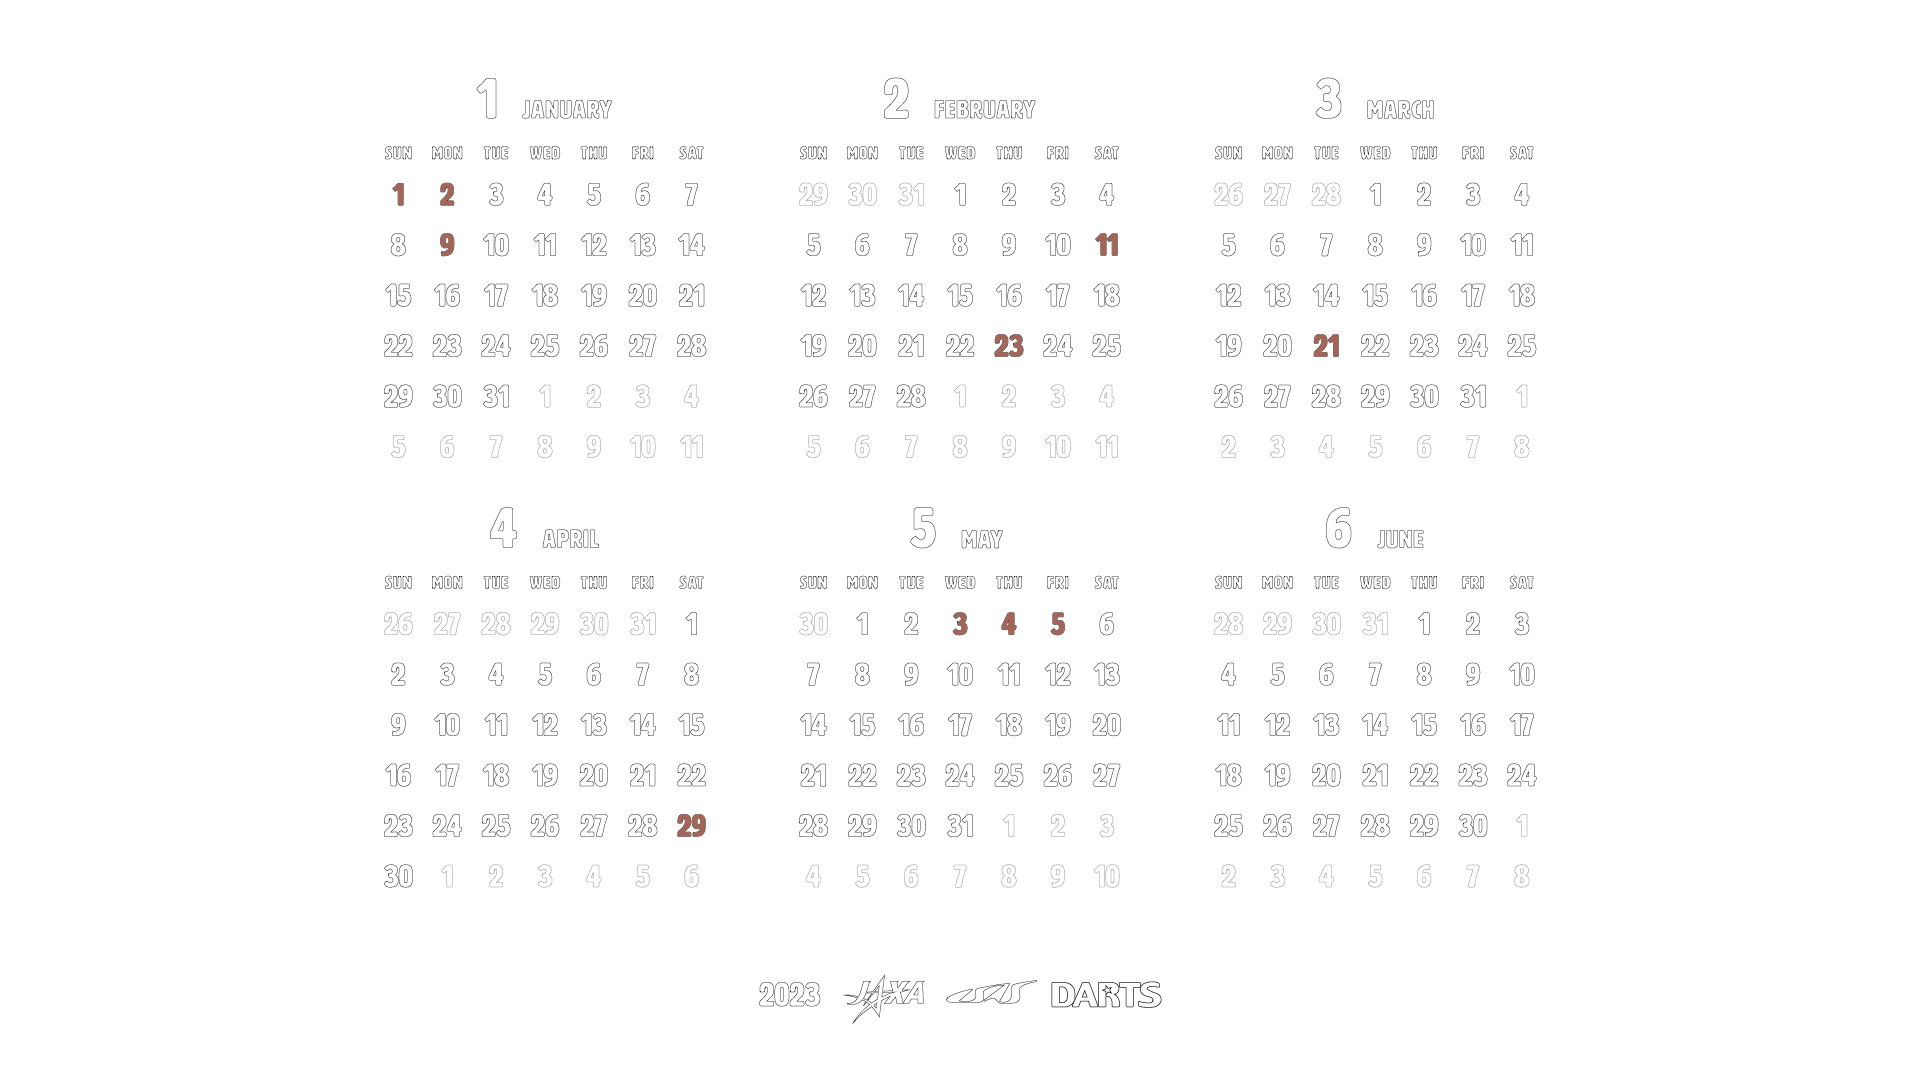 1 JANUARY
SUN MON TUE WED THU FRI SAT
1 2 3 4 5 6 7
8 9 10 11 12 13 14
15 16 17 18 19 20 21
22 23 24 25 26 27 28
29 30 31 1 2 3 4
5 6 7 8 9 10 11
2 FEBRUARY
SUN MON TUE WED THU FRI SAT
29 30 31 1 2 3 4
5 6 7 8 9 10 11
12 13 14 15 16 17 18
19 20 21 22 23 24 25
26 27 28 1 2 3 4
5 6 7 8 9 10 11
3 MARCH
SUN MON TUE WED THU FRI SAT
26 27 28 1 2 3 4
5 6 7 8 9 10 11
12 13 14 15 16 17 18
19 20 21 22 23 24 25
26 27 28 29 30 31 1
2 3 4 5 6 7 8
4 APRIL
SUN MON TUE WED THU FRI SAT
26 27 28 29 30 31 1
2 3 4 5 6 7 8
9 10 11 12 13 14 15
16 17 18 19 20 21 22
23 24 25 26 27 28 29
30 1 2 3 4 5 6
5 MAY
SUN MON TUE WED THU FRI SAT
30 1 2 3 4 5 6
7 8 9 10 11 12 13
14 15 16 17 18 19 20
21 22 23 24 25 26 27
28 29 30 31 1 2 3
4 5 6 7 8 9 10
6 JUNE
SUN MON TUE WED THU FRI SAT
28 29 30 31 1 2 3
4 5 6 7 8 9 10
11 12 13 14 15 16 17
18 19 20 21 22 23 24
25 26 27 28 29 30 1
2 3 4 5 6 7 8
2023 JAXA ISAS DARTS